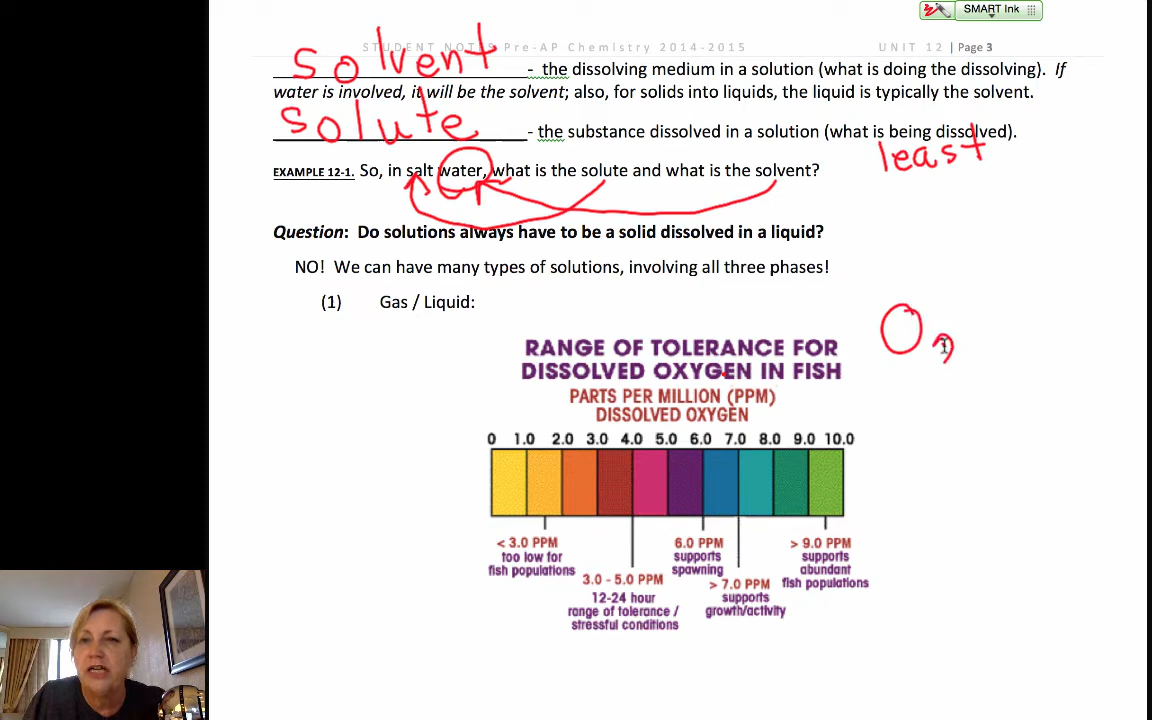 SMART Ink
STUDENT NOTES Pre-AP Chemistry 2014-2015 UNIT 12 | Page 3
solvent - the dissolving medium in a solution (what is doing the dissolving). If
water is involved, it will be the solvent; also, for solids into liquids, the liquid is typically the solvent.
solute - the substance dissolved in a solution (what is being dissolved).
least
EXAMPLE 12-1. So, in salt water, what is the solute and what is the solvent?
Question: Do solutions always have to be a solid dissolved in a liquid?
NO! We can have many types of solutions, involving all three phases!
(1) Gas / Liquid:
O
RANGE OF TOLERANCE FOR
DISSOLVED OXYGEN IN FISH
PARTS PER MILLION (PPM)
DISSOLVED OXYGEN
0 1.0 2.0 3.0 4.0 5.0 6.0 7.0 8.0 9.0 10.0
< 3.0 PPM
too low for
fish populations
3.0 - 5.0 PPM
12-24 hour
range of tolerance /
stressful conditions
6.0 PPM
supports
spawning
> 7.0 PPM
supports
growth/activity
> 9.0 PPM
supports
abundant
fish populations